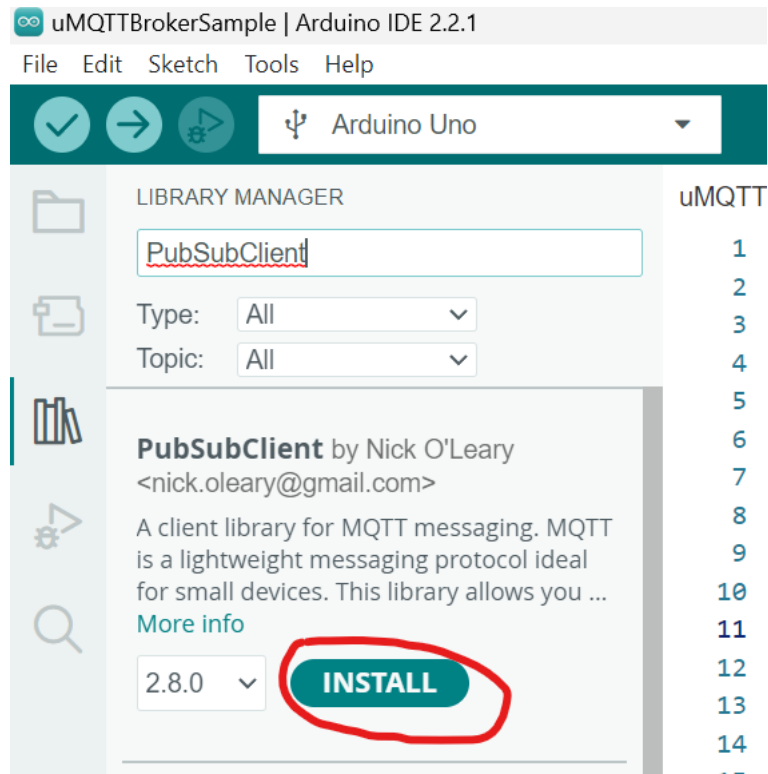 uMQTTBrokerSample | Arduino IDE 2.2.1
File Edit Sketch Tools Help
Arduino Uno
LIBRARY MANAGER
PubSubClient
Type: All
Topic: All
PubSubClient by Nick O'Leary
<nick.oleary@gmail.com>
A client library for MQTT messaging. MQTT
is a lightweight messaging protocol ideal
for small devices. This library allows you ...
More info
2.8.0 INSTALL
uMQTT
1
2
3
4
5
6
7
8
9
10
11
12
13
14